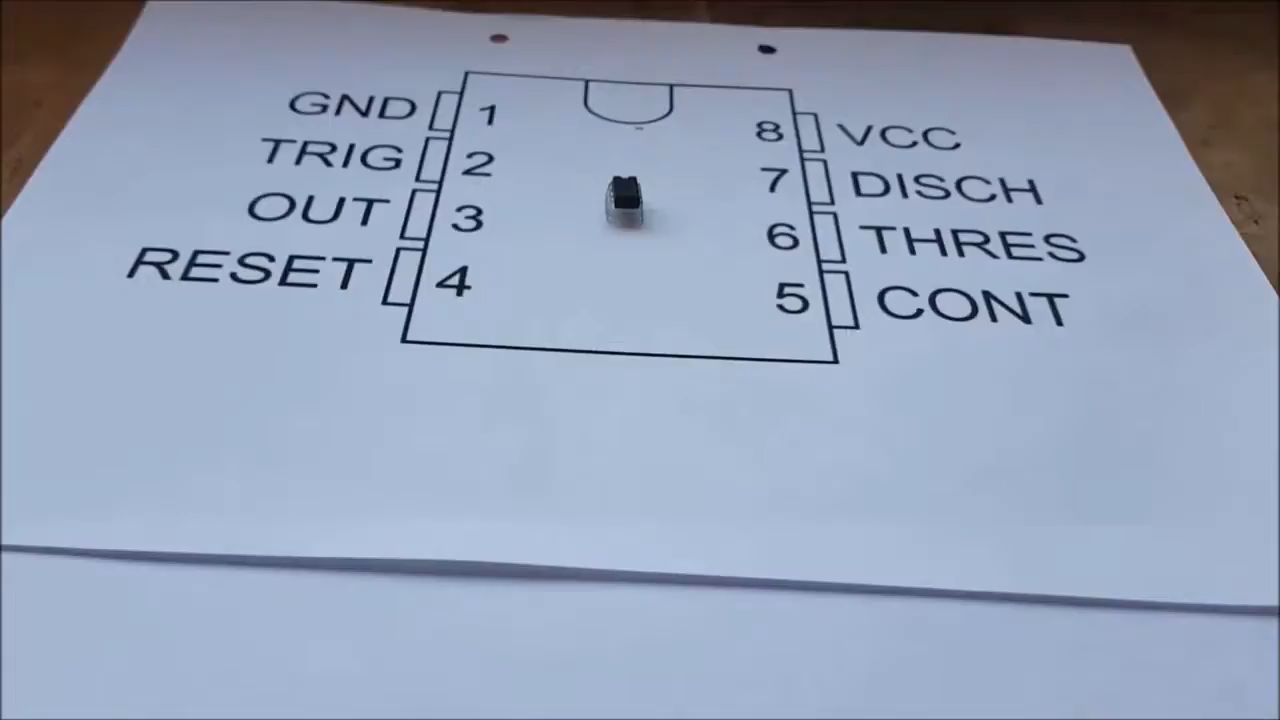 GND 1
TRIG 2
OUT 3
RESET 4
8 VCC
7 DISCH
6 THRES
5 CONT